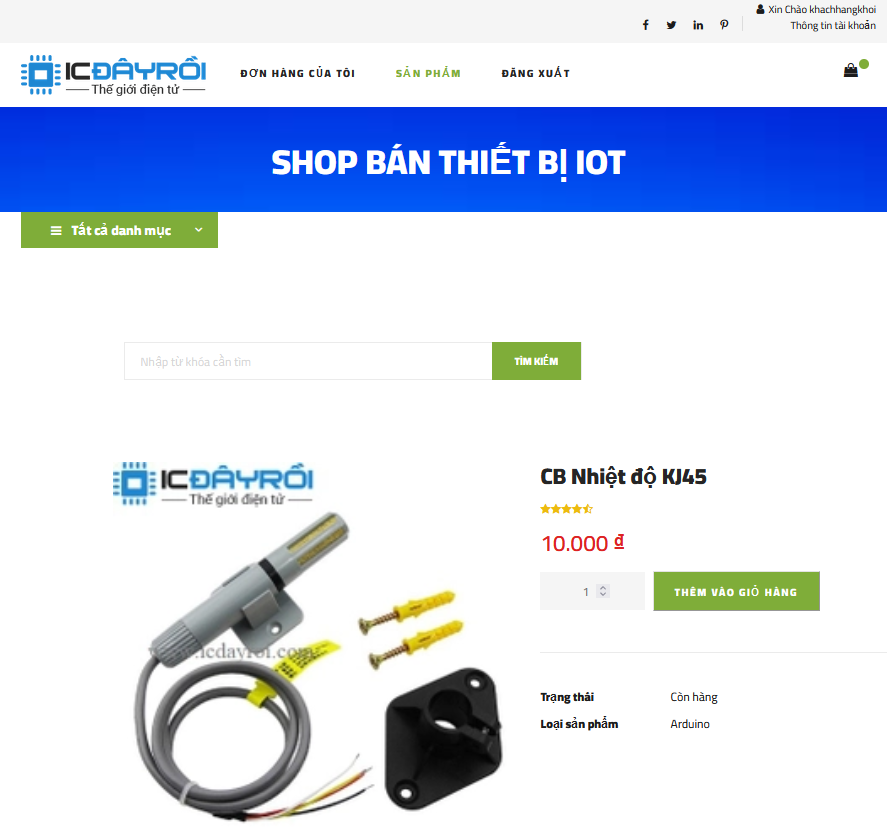 Xin Chào khachhangkhoi
Thông tin tài khoản
ICĐÂYRỒI
Thế giới điện tử
ĐƠN HÀNG CỦA TÔI
SẢN PHẨM
ĐĂNG XUẤT
SHOP BÁN THIẾT BỊ IOT
Tất cả danh mục
Nhập từ khóa cần tìm
TÌM KIẾM
ICĐÂYRỒI
Thế giới điện tử
www.icdayroi.com
CB Nhiệt độ KJ45
10.000 ₫
1
THÊM VÀO GIỎ HÀNG
Trạng thái Còn hàng
Loại sản phẩm Arduino